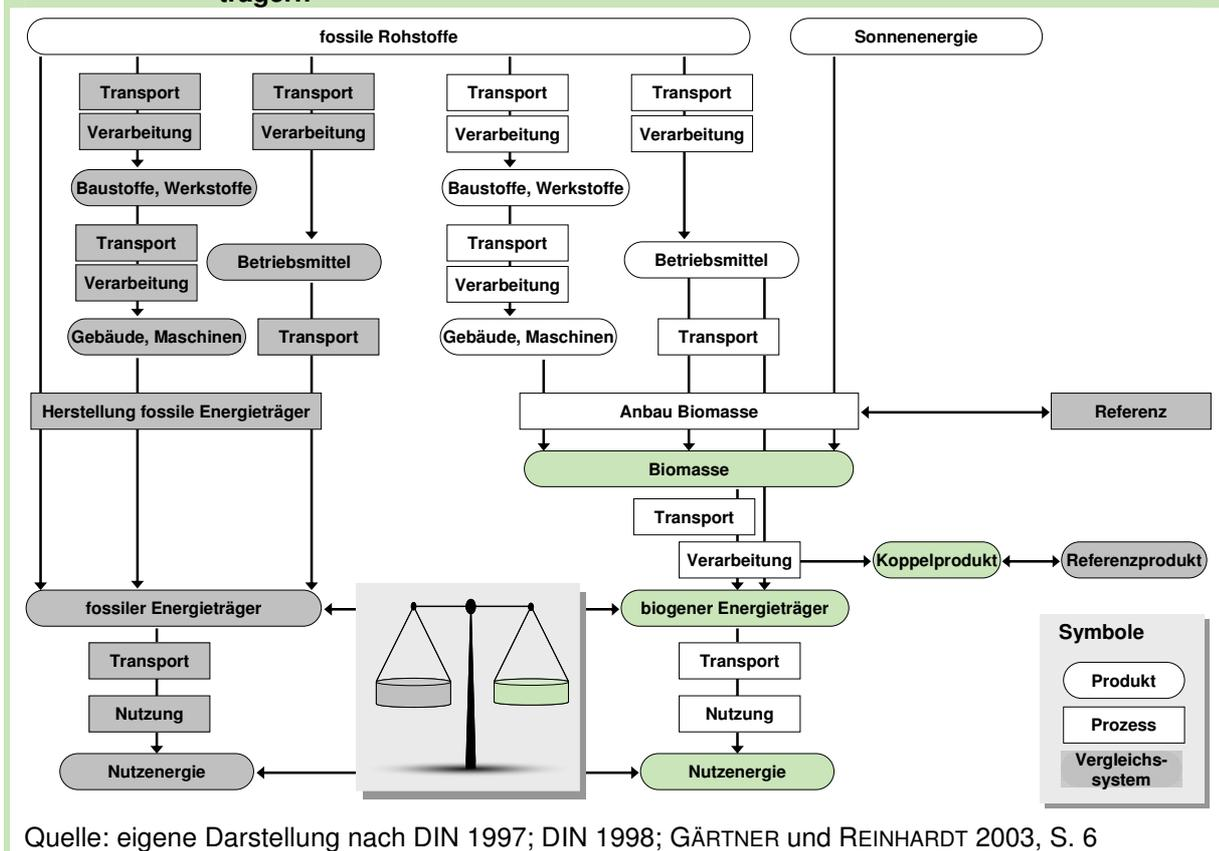 trägern
fossile Rohstoffe
Sonnenenergie
Transport
Transport
Transport
Transport
Verarbeitung
Verarbeitung
Verarbeitung
Verarbeitung
Baustoffe, Werkstoffe
Baustoffe, Werkstoffe
Transport
Transport
Betriebsmittel
Betriebsmittel
Verarbeitung
Verarbeitung
Gebäude, Maschinen
Transport
Gebäude, Maschinen
Transport
Herstellung fossile Energieträger
Anbau Biomasse
Referenz
Biomasse
Transport
Verarbeitung
Koppelprodukt
Referenzprodukt
fossiler Energieträger
biogener Energieträger
Transport
Transport
Nutzung
Nutzung
Nutzenergie
Nutzenergie
Symbole
Produkt
Prozess
Vergleichs-
system
Quelle: eigene Darstellung nach DIN 1997; DIN 1998; GÄRTNER und REINHARDT 2003, S. 6